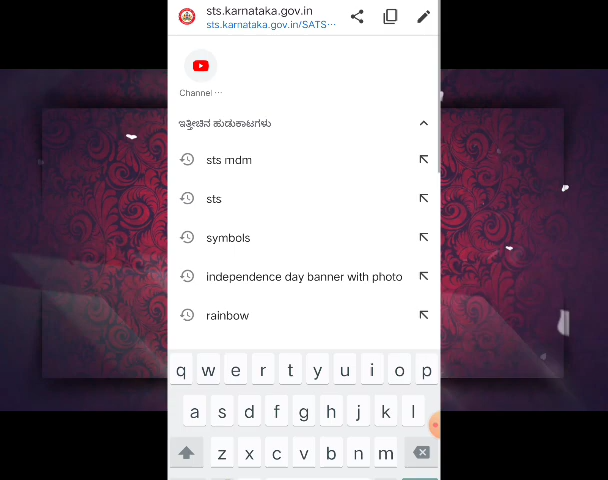 sts.karnataka.gov.in
sts.karnataka.gov.in/SATS···
Channel ···
ಇತ್ತೀಚಿನ ಹುಡುಕಾಟಗಳು
sts mdm
sts
symbols
independence day banner with photo
rainbow
q w e r t y u i o p
a s d f g h j k l
z x c v b n m